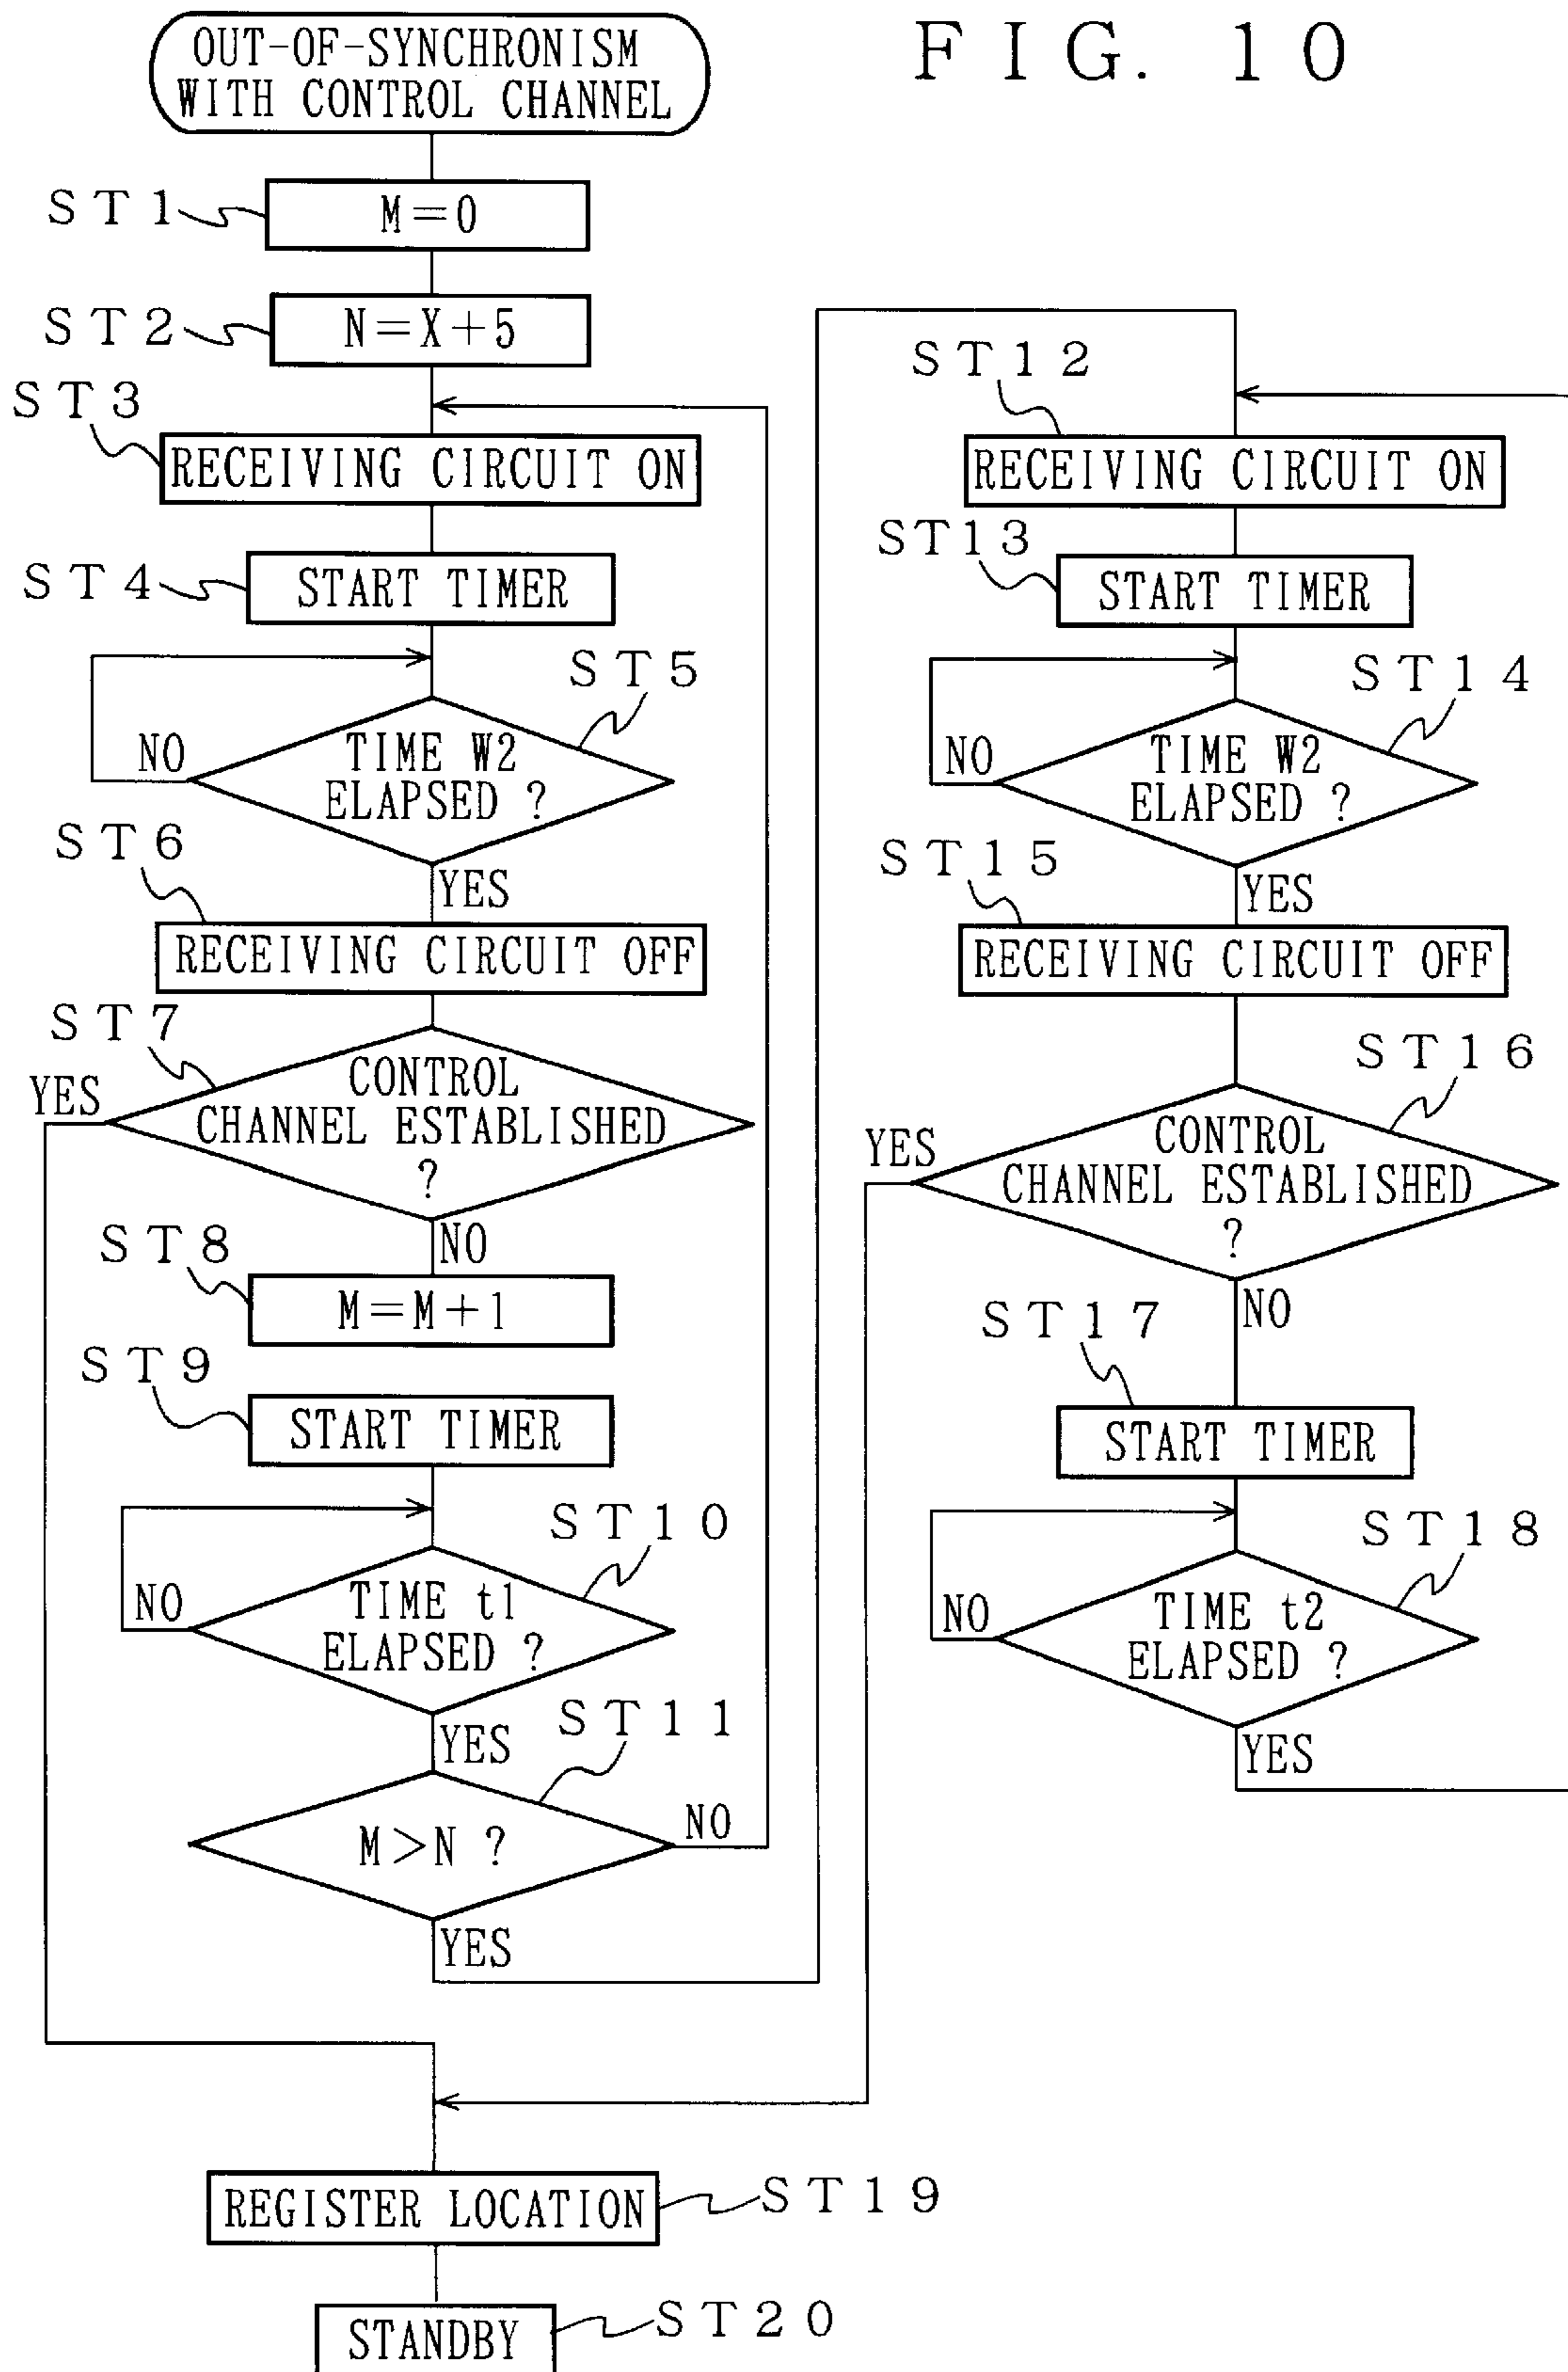 FIG. 10
OUT-OF-SYNCHRONISM
WITH CONTROL CHANNEL
ST1
M=0
ST2
N=X+5
ST3
RECEIVING CIRCUIT ON
ST4
START TIMER
ST5
TIME W2
ELAPSED ?
NO
YES
ST6
RECEIVING CIRCUIT OFF
ST7
CONTROL
CHANNEL ESTABLISHED
?
YES
NO
ST8
M=M+1
ST9
START TIMER
ST10
TIME t1
ELAPSED ?
NO
YES
ST11
M>N ?
NO
YES
ST12
RECEIVING CIRCUIT ON
ST13
START TIMER
ST14
TIME W2
ELAPSED ?
NO
YES
ST15
RECEIVING CIRCUIT OFF
ST16
CONTROL
CHANNEL ESTABLISHED
?
YES
NO
ST17
START TIMER
ST18
TIME t2
ELAPSED ?
NO
YES
REGISTER LOCATION
ST19
STANDBY
ST20